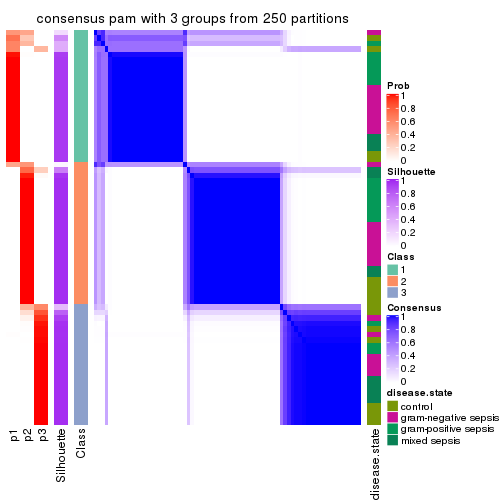 consensus pam with 3 groups from 250 partitions
Prob
1
0.8
0.6
0.4
0.2
0
Silhouette
1
0.8
0.6
0.4
0.2
0
Class
1
2
3
Consensus
1
0.8
0.6
0.4
0.2
0
disease.state
control
gram-negative sepsis
gram-positive sepsis
mixed sepsis
p1
p2
p3
Silhouette
Class
disease.state